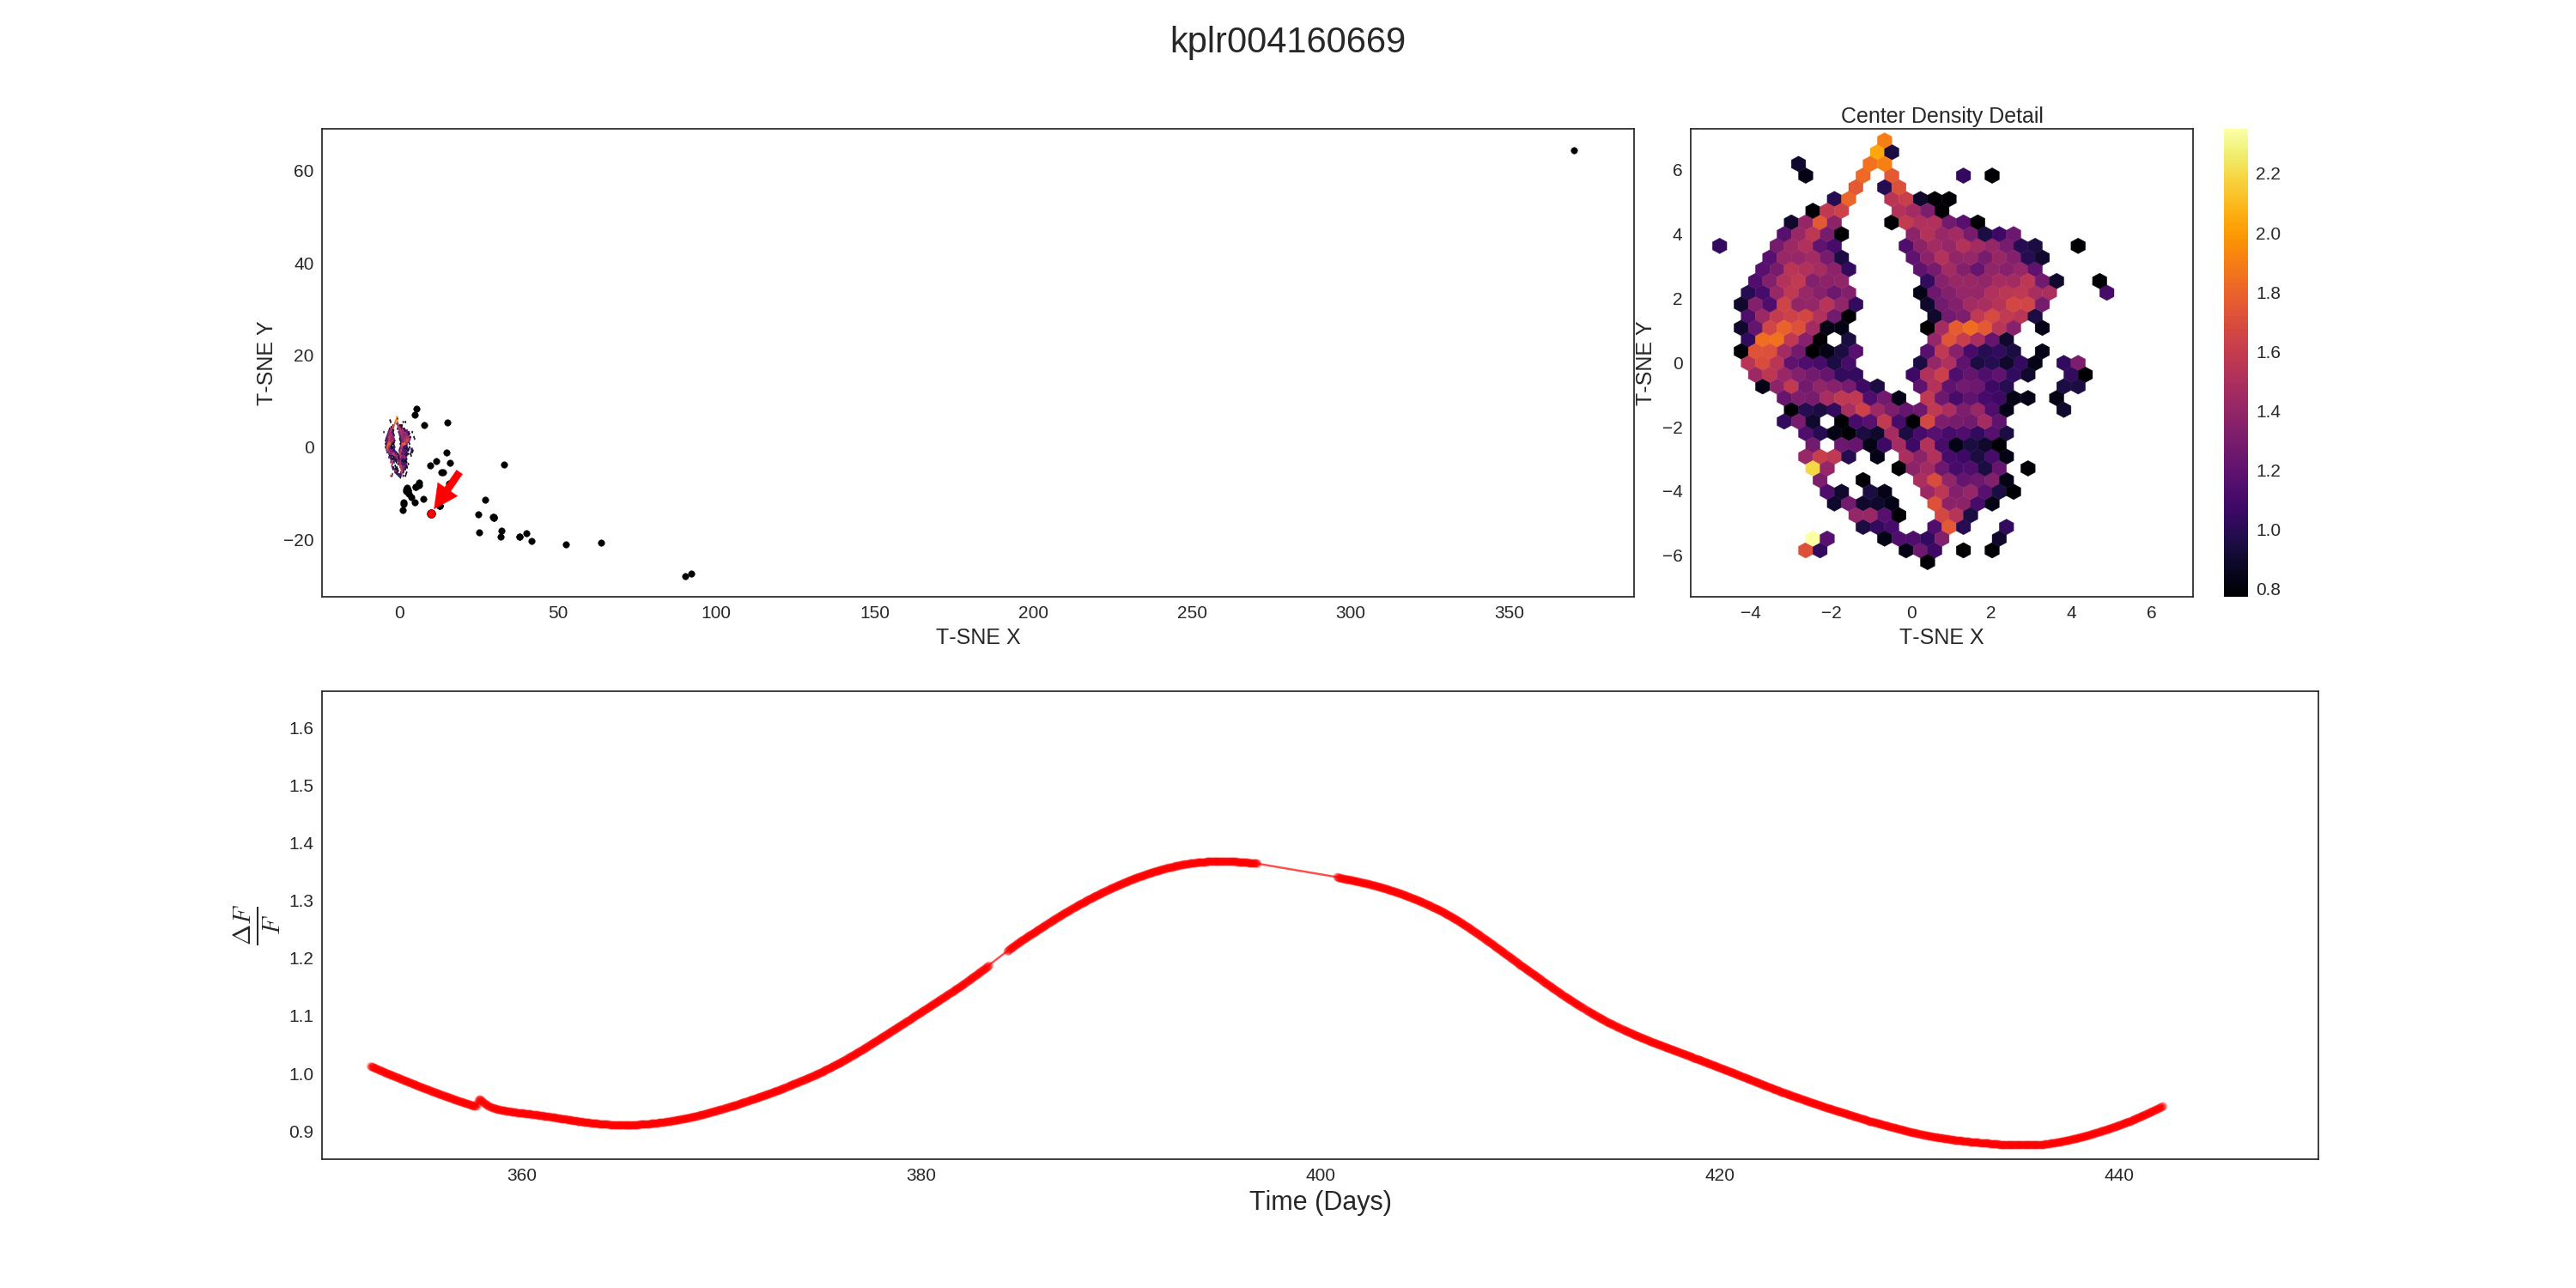 kplr004160669
Center Density Detail
60
40
20
0
−20
T-SNE Y
0 50 100 150 200 250 300 350
T-SNE X
6
4
2
0
−2
−4
−6
T-SNE Y
−4 −2 0 2 4 6
T-SNE X
2.2
2.0
1.8
1.6
1.4
1.2
1.0
0.8
1.6
1.5
1.4
1.3
1.2
1.1
1.0
0.9
ΔF
F
360 380 400 420 440
Time (Days)